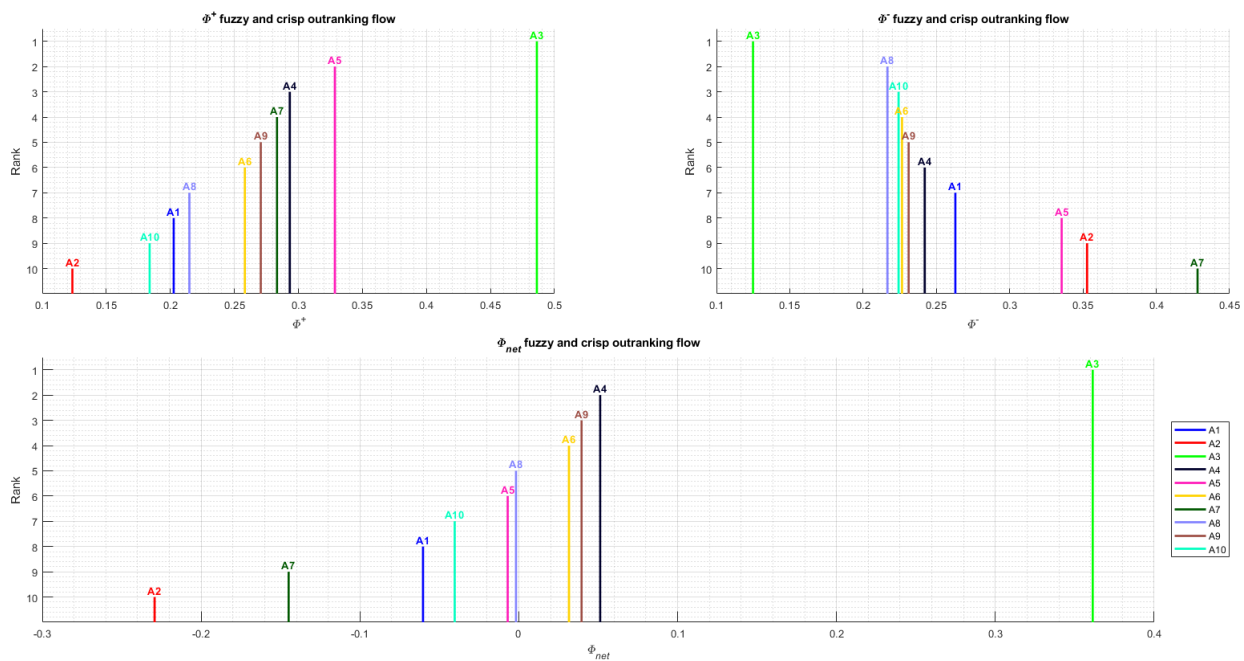 Φ+ fuzzy and crisp outranking flow
Rank
1
2
3
4
5
6
7
8
9
10
A3
A5
A4
A7
A9
A6
A8
A1
A10
A2
0.1 0.2 0.25 0.3 0.4 0.5
Φ+
Φ- fuzzy and crisp outranking flow
Rank
1
2
3
4
5
6
7
8
9
10
A3
A8
A10
A6
A9
A4
A1
A5
A2
A7
0.1 0.15 0.2 0.25 0.3 0.35 0.4 0.45
Φ-
Φnet fuzzy and crisp outranking flow
Rank
1
2
3
4
5
6
7
8
9
10
A3
A4
A9
A6
A8
A5
A10
A1
A7
A2
-0.3 -0.2 -0.1 0 0.1 0.2 0.3 0.4
Φnet
A1
A2
A3
A4
A5
A6
A7
A8
A9
A10